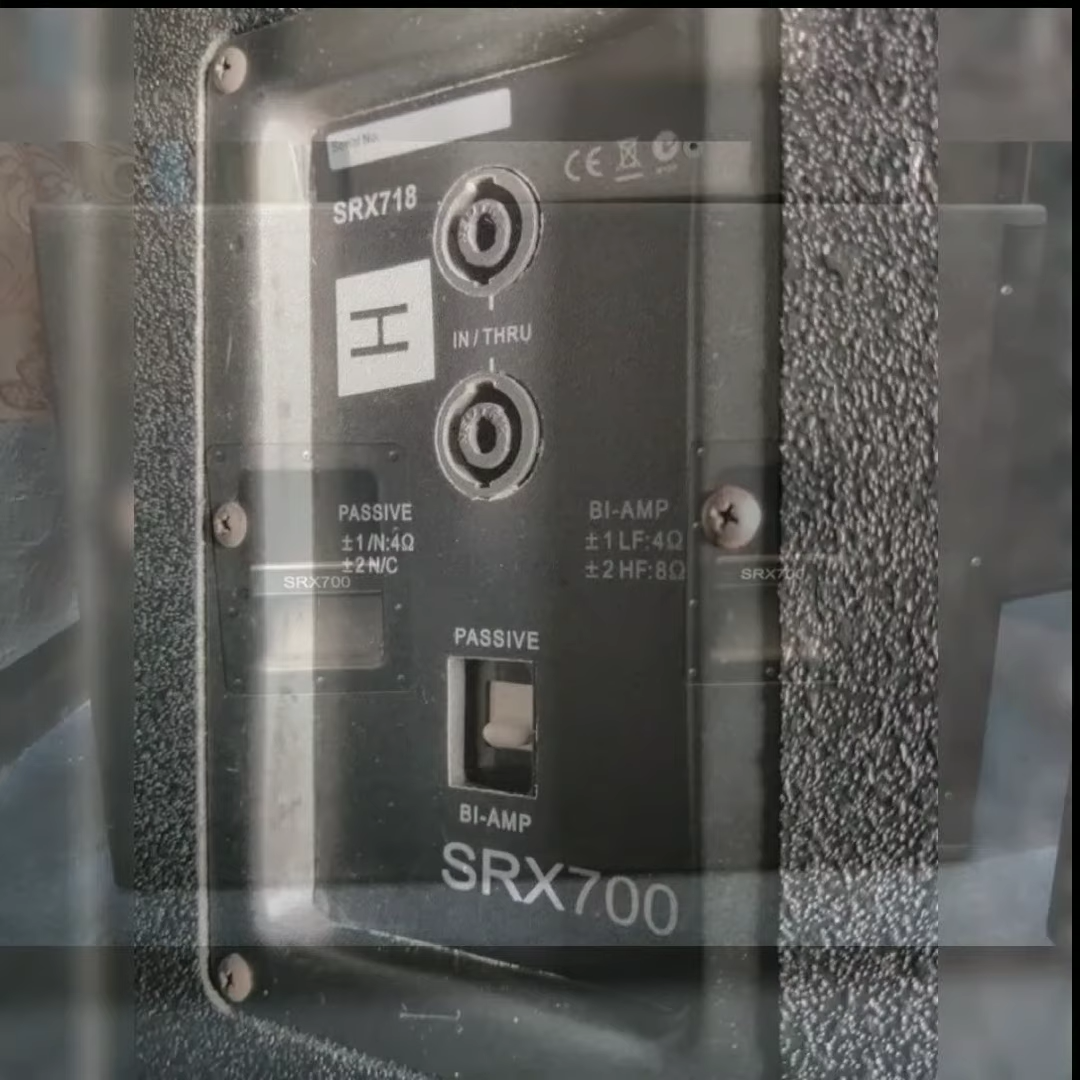 Serial No.
SRX718
H
IN / THRU
PASSIVE
±1/N:4Ω
±2 N/C
BI-AMP
±1 LF:4Ω
±2 HF:8Ω
SRX700
SRX700
PASSIVE
BI-AMP
SRX700